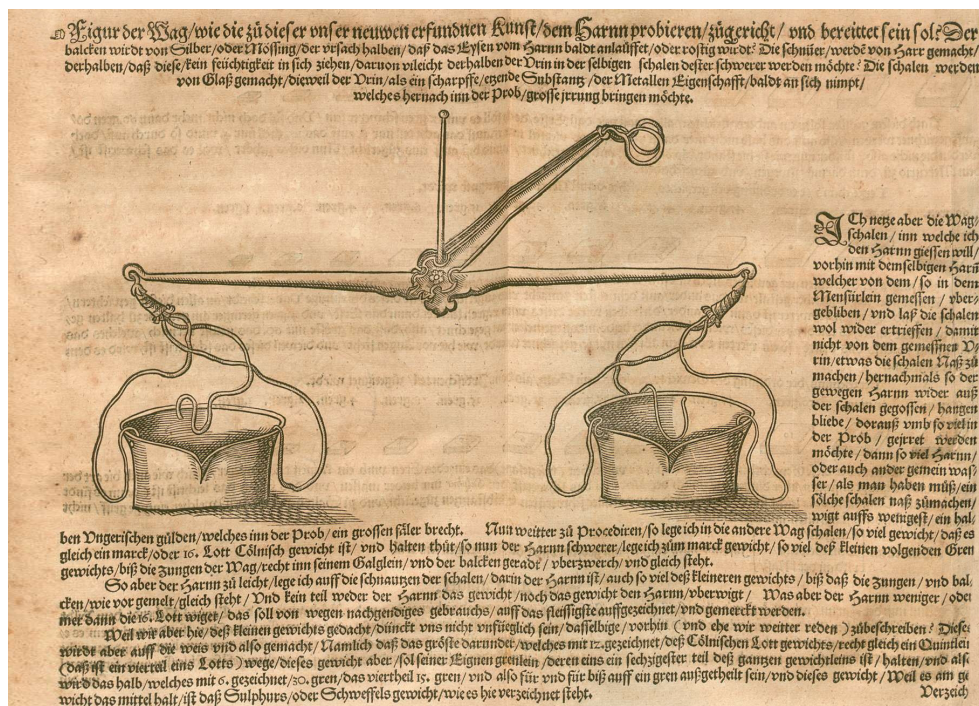 Figur der Wag/wie die zů dieser vnser neuwen erfundnen Kunst/dem Harnn probieren/zůgericht/ vnd bereittet sein sol: Der
balcken wirdt von Silber/oder Mössing/der vrsach halben/daß das Eysen vom Harnn baldt anlauffet/oder rostig wirdt: Die schnüer/werdē von Harr gemacht/
derhalben/daß diese/kein feüchtigkeit in sich ziehen/daruon vileicht derhalben der Vrin in der selbigen schalen dester schwerer werden möchte: Die schalen werden
von Glaß gemacht/dieweil der Vrin/als ein scharpffe/etzende Substantz/der Metallen Eigenschafft/baldt an sich nimpt/
welches hernach inn der Prob/grosse jrrung bringen möchte.
ICh netze aber die Wag/
schalen/inn welche ich
den Harnn giessen will/
vorhin mit demselbigen Harn̄
welcher von dem/so in dem
Mensürlein gemessen/vber/
gebliben/vnd laß die schalen
wol wider ertrieffen/damit
nicht von dem gemessnen V/
rin/etwas die schalen Naß zů
machen/hernachmals so der
gewegen Harnn wider auß
der schalen gegossen/hangen
bliebe/dorauß vmb so viel in
der Prob/gejrret werden
möchte/dann so viel Harnn/
oder auch ander gemein was/
ser/als man haben můß/ein
sölche schalen naß zůmachen/
wigt auffs wenigest/ein hal/
ben Vngerischen gülden/welches inn der Prob/ein grossen fäler brecht. Nun weitter zů Procediren/so lege ich in die andere Wag schalen/so viel gewicht/daß es
gleich ein marck/oder 16. Lott Cölnisch gewicht ist/vnd halten thůt/so nun der Harnn schwerer/lege ich zům marck gewicht/so viel deß kleinen volgenden Gren
gewichts/biß die Zungen der Wag/recht inn seinem Galglein/vnd der balcken gerade/vberzwerch/vnd gleich steht.
So aber der Harnn zů leicht/lege ich auff die schnautzen der schalen/darin der Harnn ist/auch so viel deß kleineren gewichts/biß daß die Zungen/vnd bal/
cken/wie vor gemelt/gleich steht/Vnd kein teil weder der Harnn das gewicht/noch das gewicht den Harnn/vberwigt/ Was aber der Harnn weniger/oder
mer dann die 16. Lott wiget/das soll von wegen nachgendiges gebrauchs/auff das fleissigste auffgezeichnet/vnd gemerckt werden.
Weil wir aber hie/deß kleinen gewichts gedacht/dünckt vns nicht vnfüeglich sein/dasselbige/vorhin (vnd ehe wir weitter reden) zůbeschreiben: Dieses
wirdt aber auff die weis vnd also gemacht/Namlich daß das gröste darunder/welches mit 12. gezeichnet/deß Cölnischen Lott gewichts/recht gleich ein Quintlein
(daß ist ein vierteil eins Lotts) wege/dieses gewicht aber/sol seiner Eignen grenlein/deren eins ein sechzigester teil deß gantzen gewichtleins ist/halten/vnd also
wird das halb/welches mit 6. gezeichnet/30. gren/das viertheil 15. gren/vnd also für vnd für biß auff ein gren außgetheilt sein/vnd dieses gewicht/Weil es am ge
wicht das mittel halt/ist daß Sulphurs/oder Schweffels gewicht/wie es hie verzeichnet steht.
Verzeich